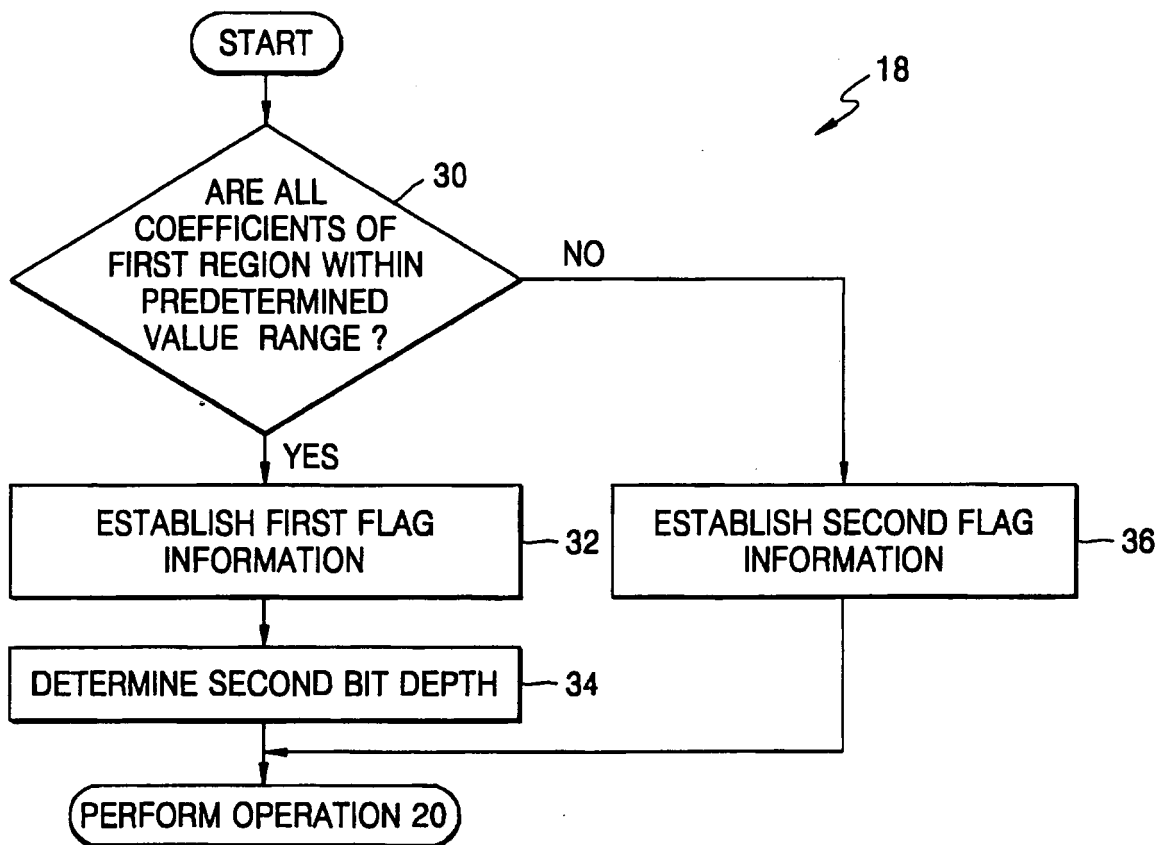 START
18
30
ARE ALL
COEFFICIENTS OF
FIRST REGION WITHIN
PREDETERMINED
VALUE RANGE ?
NO
YES
ESTABLISH FIRST FLAG
INFORMATION
32
ESTABLISH SECOND FLAG
INFORMATION
36
DETERMINE SECOND BIT DEPTH
34
PERFORM OPERATION 20